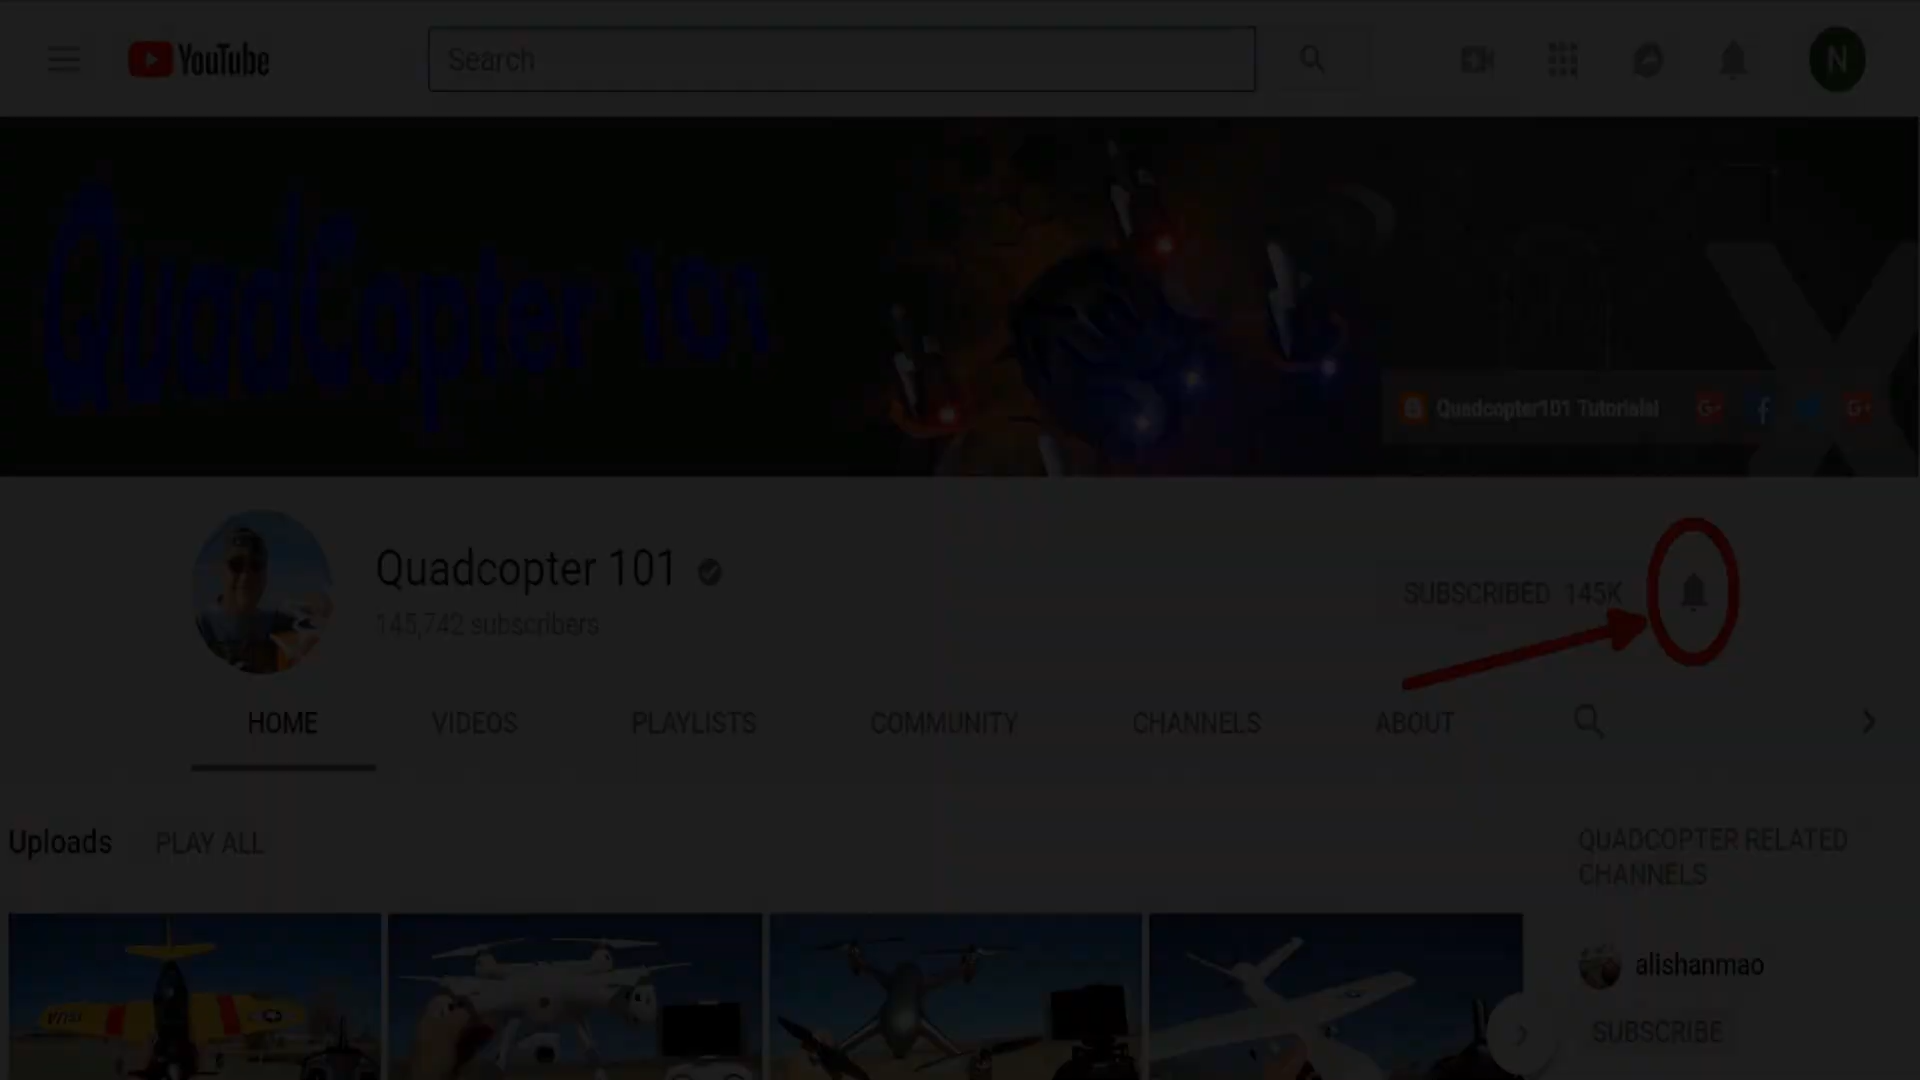 YouTube
Search
N
QuadCopter 101
Quadcopter101 Tutorials!
Quadcopter 101
145,742 subscribers
SUBSCRIBED 145K
HOME VIDEOS PLAYLISTS COMMUNITY CHANNELS ABOUT
Uploads PLAY ALL
QUADCOPTER RELATED
CHANNELS
alishanmao
SUBSCRIBE